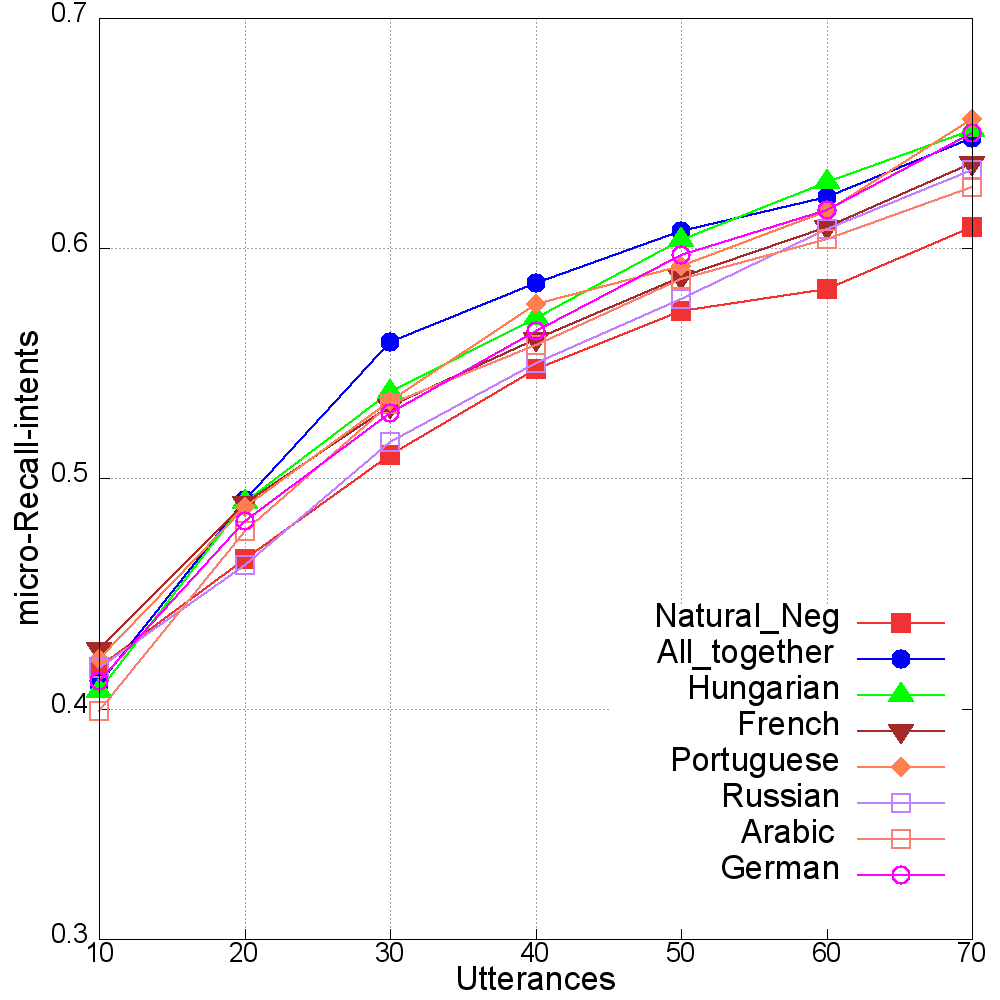 0.7
0.6
0.5
0.4
0.3
micro-Recall-intents
Natural_Neg
All_together
Hungarian
French
Portuguese
Russian
Arabic
German
10 20 30 40 50 60 70
Utterances